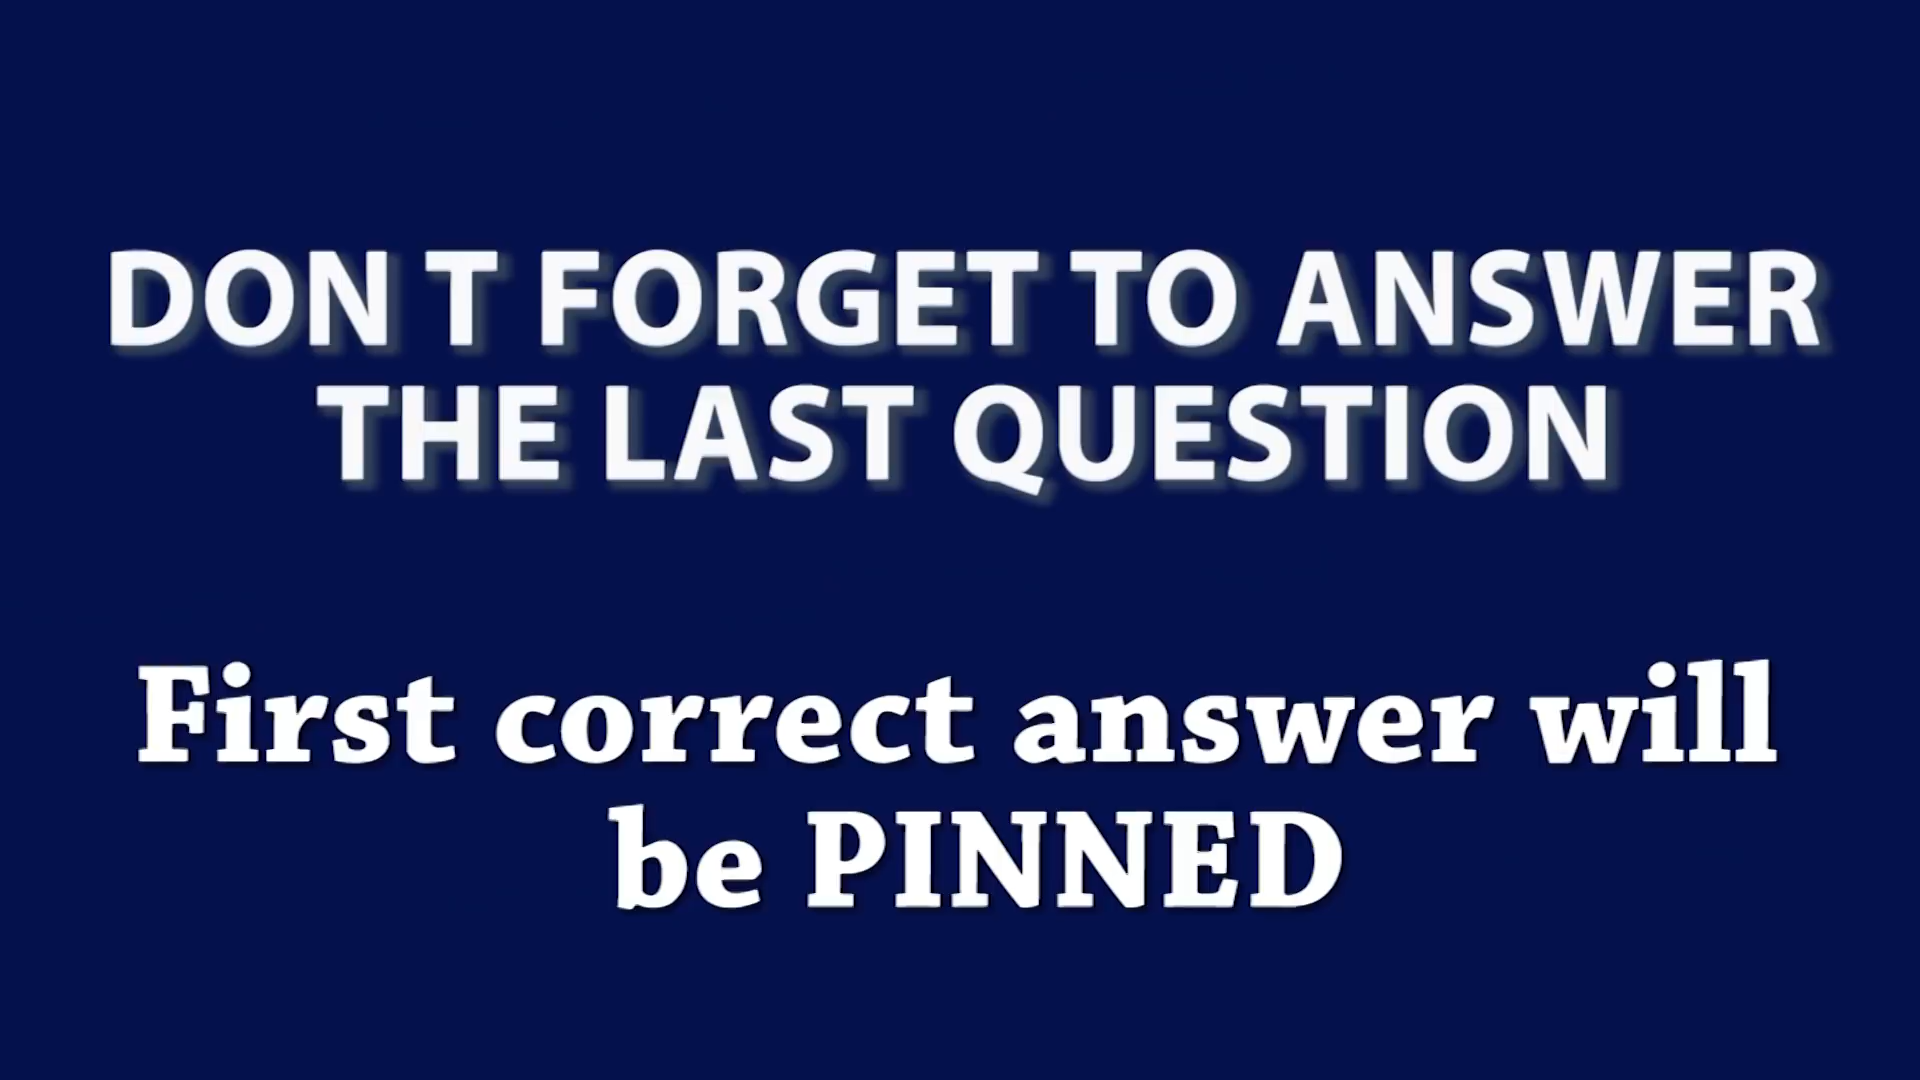 DON T FORGET TO ANSWER
THE LAST QUESTION
First correct answer will
be PINNED